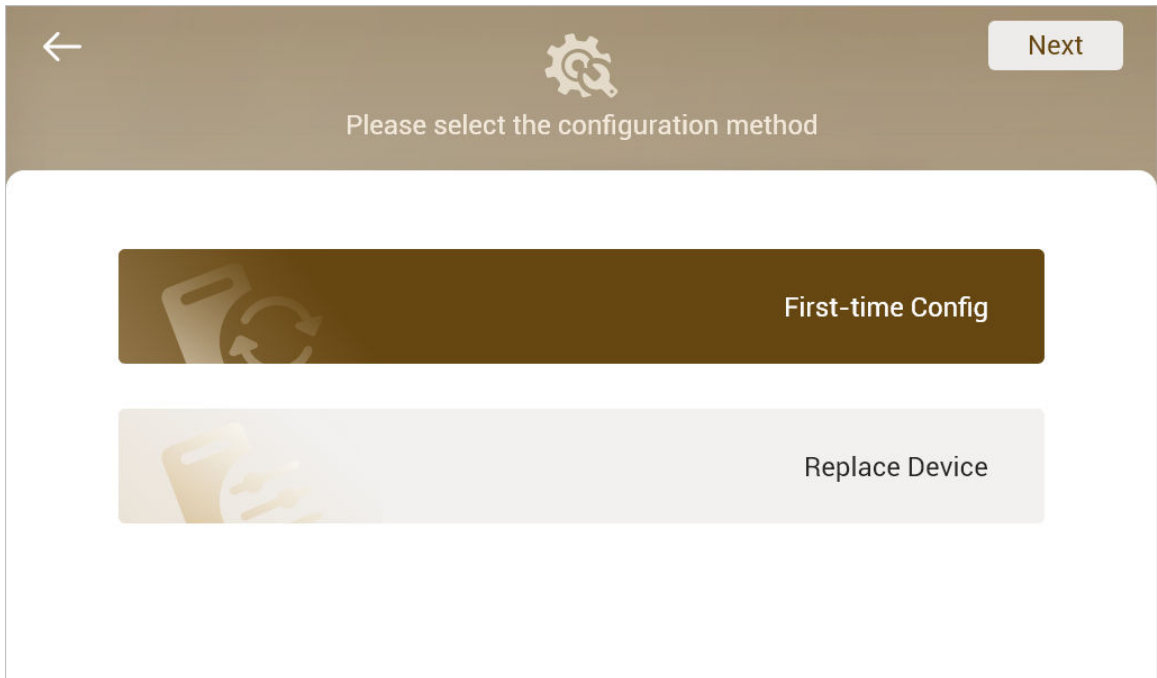 Next
Please select the configuration method
First-time Config
Replace Device